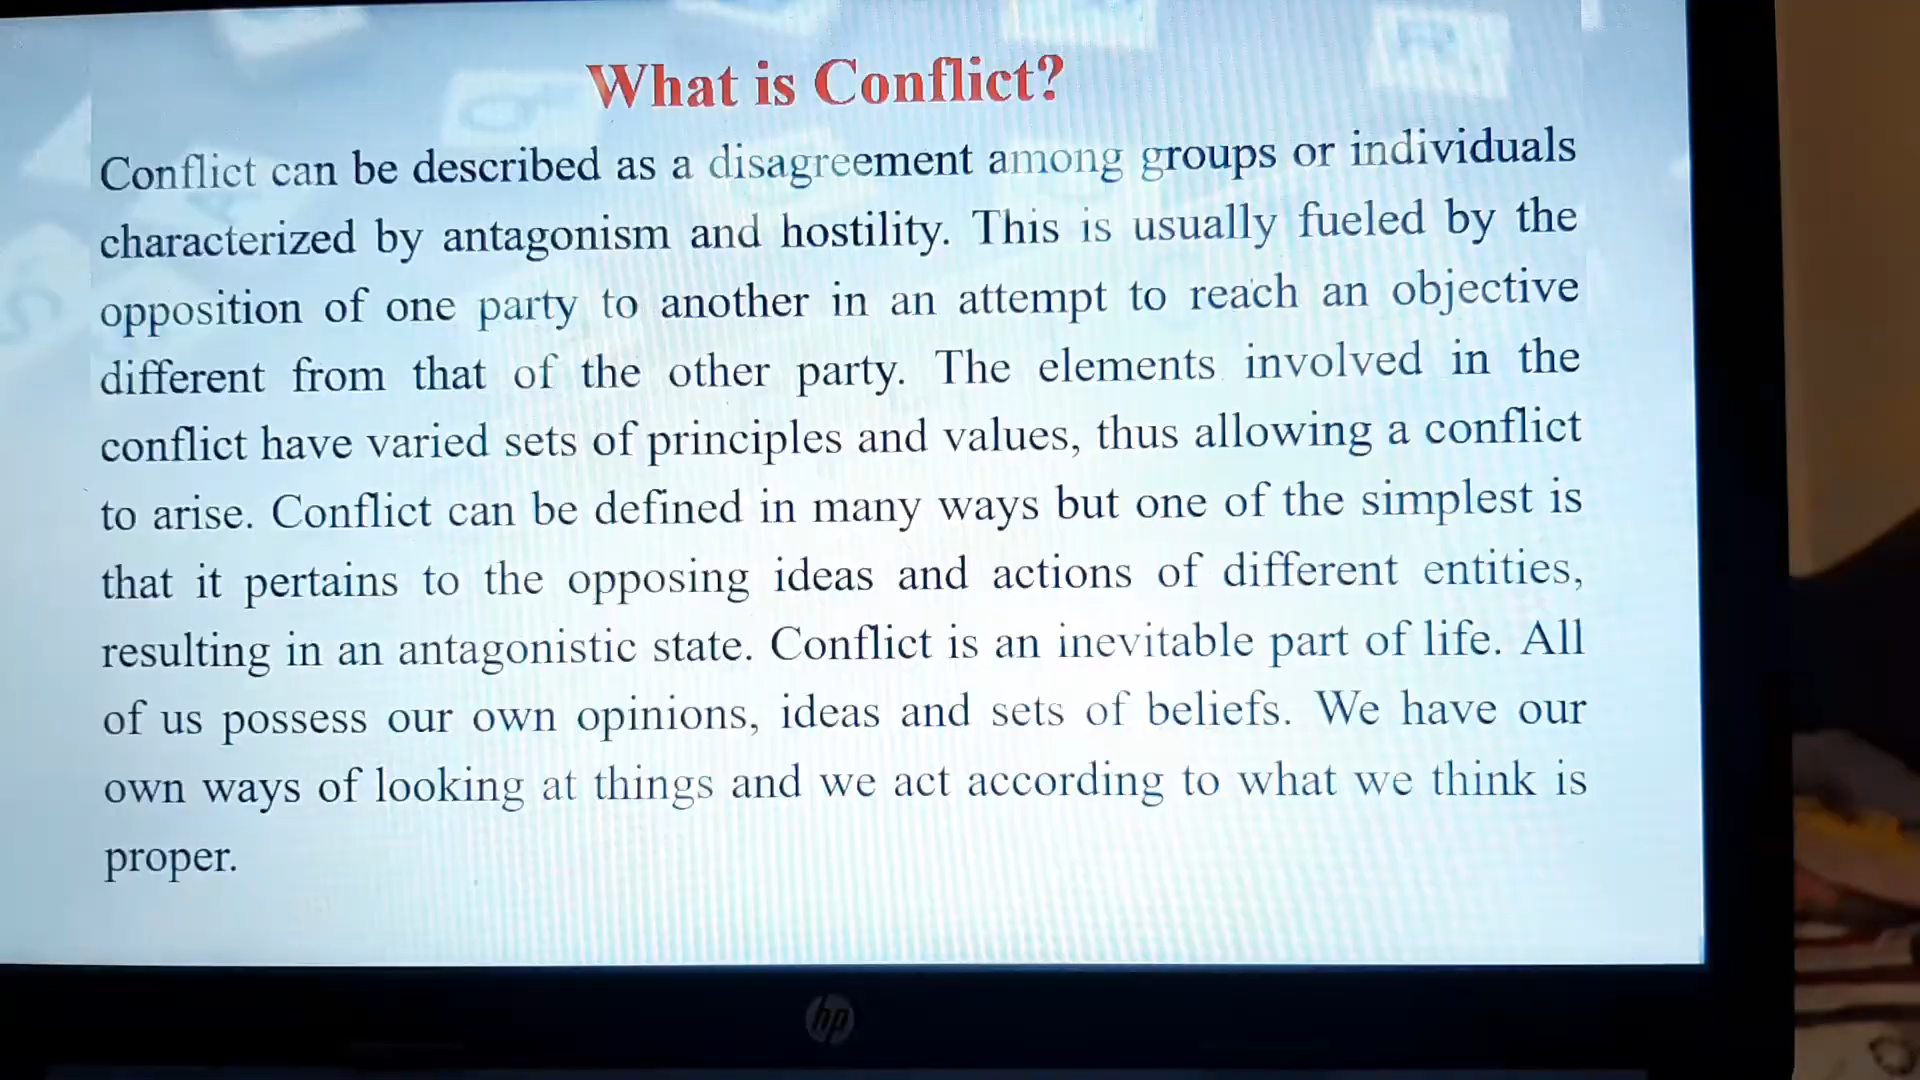 What is Conflict?
Conflict can be described as a disagreement among groups or individuals
characterized by antagonism and hostility. This is usually fueled by the
opposition of one party to another in an attempt to reach an objective
different from that of the other party. The elements involved in the
conflict have varied sets of principles and values, thus allowing a conflict
to arise. Conflict can be defined in many ways but one of the simplest is
that it pertains to the opposing ideas and actions of different entities,
resulting in an antagonistic state. Conflict is an inevitable part of life. All
of us possess our own opinions, ideas and sets of beliefs. We have our
own ways of looking at things and we act according to what we think is
proper.
hp